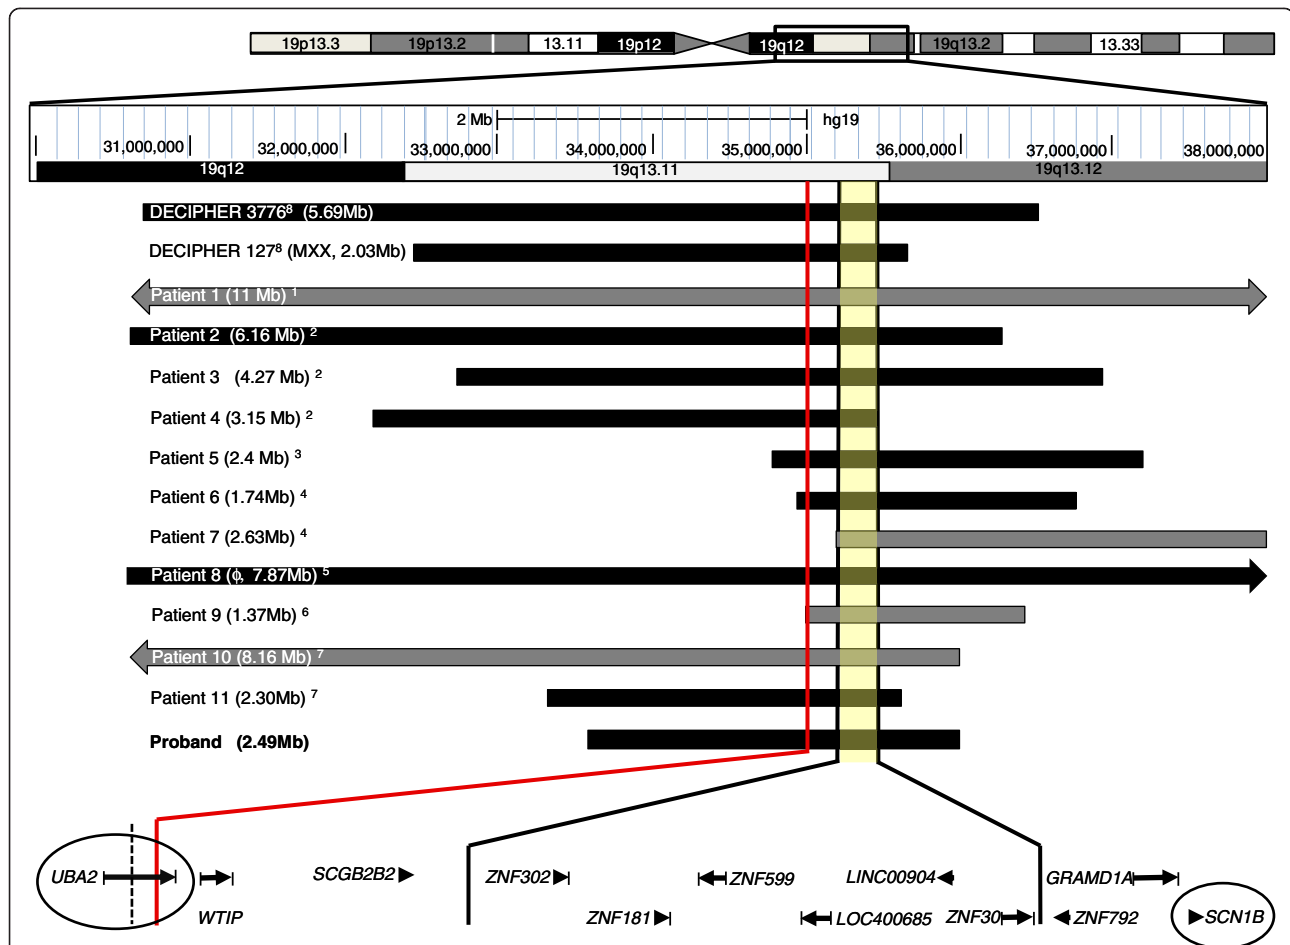 19p13.3 19p13.2 13.11 19p12 19q12 19q13.2 13.33
2 Mb hg19
31,000,000 32,000,000 33,000,000 34,000,000 35,000,000 36,000,000 37,000,000 38,000,000
19q12 19q13.11 19q13.12
DECIPHER 3776⁸ (5.69Mb)
DECIPHER 127⁸ (MXX, 2.03Mb)
Patient 1 (11 Mb) ¹
Patient 2 (6.16 Mb) ²
Patient 3 (4.27 Mb) ²
Patient 4 (3.15 Mb) ²
Patient 5 (2.4 Mb) ³
Patient 6 (1.74Mb) ⁴
Patient 7 (2.63Mb) ⁴
Patient 8 (ϕ, 7.87Mb) ⁵
Patient 9 (1.37Mb) ⁶
Patient 10 (8.16 Mb) ⁷
Patient 11 (2.30Mb) ⁷
Proband (2.49Mb)
UBA2 SCGB2B2 ZNF302 ZNF599 LINC00904 GRAMD1A
WTIP ZNF181 LOC400685 ZNF30 ZNF792 SCN1B